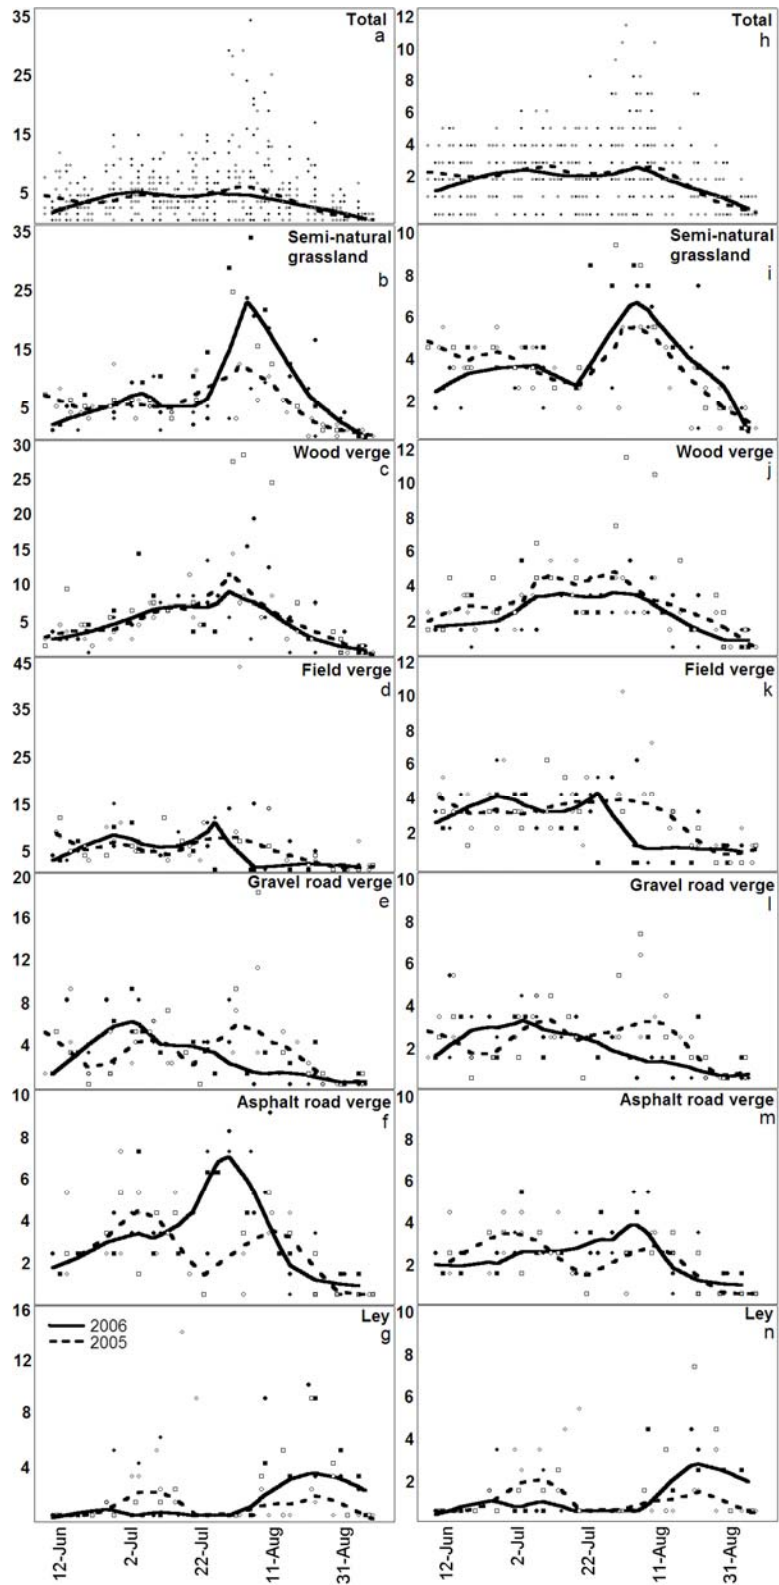 35
25
15
5
Total
a
12
10
8
6
4
2
Total
h
35
25
15
5
Semi-natural
grassland
b
10
8
6
4
2
Semi-natural
grassland
i
30
25
20
15
10
5
Wood verge
c
12
10
8
6
4
2
Wood verge
j
45
35
25
15
5
Field verge
d
12
10
8
6
4
2
Field verge
k
20
16
12
8
4
Gravel road verge
e
10
8
6
4
2
Gravel road verge
l
10
8
6
4
2
Asphalt road verge
f
10
8
6
4
2
Asphalt road verge
m
16
12
8
4
2006
2005
Ley
g
10
8
6
4
2
Ley
n
12-Jun
2-Jul
22-Jul
11-Aug
31-Aug
12-Jun
2-Jul
22-Jul
11-Aug
31-Aug